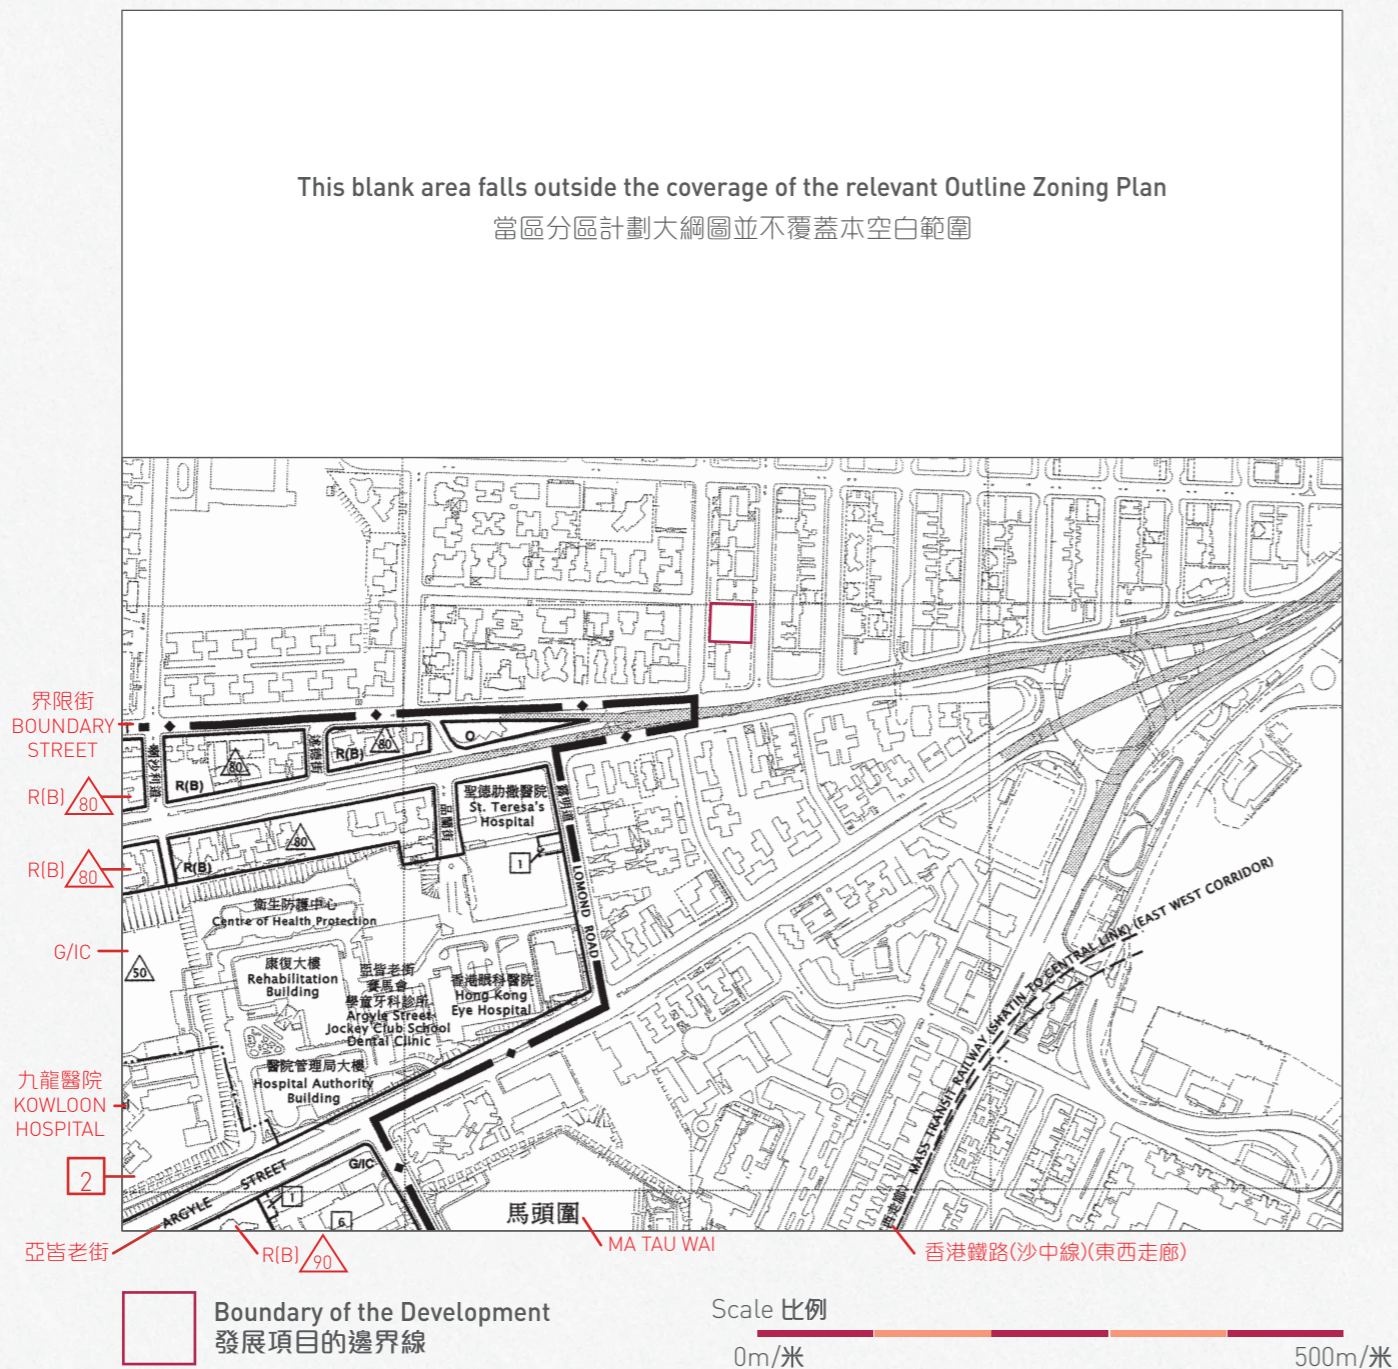 This blank area falls outside the coverage of the relevant Outline Zoning Plan
當區分區計劃大綱圖並不覆蓋本空白範圍
界限街
BOUNDARY
STREET
R(B) 80
R(B) 80
G/IC
九龍醫院
KOWLOON
HOSPITAL
2
亞皆老街
R(B) 90
R(B)
80
R(B)
80
O
R(B)
80
50
聖德肋撒醫院
St. Teresa's
Hospital
1
LOMOND ROAD
衛生防護中心
Centre of Health Protection
康復大樓
Rehabilitation
Building
亞皆老街
賽馬會
學童牙科診所
Argyle Street
Jockey Club School
Dental Clinic
香港眼科醫院
Hong Kong
Eye Hospital
醫院管理局大樓
Hospital Authority
Building
ARGYLE STREET
G/IC
1
6
馬頭圍
MA TAU WAI
MASS TRANSIT RAILWAY (SHATIN TO CENTRAL LINK) (EAST WEST CORRIDOR)
香港鐵路(沙中線)(東西走廊)
Boundary of the Development
發展項目的邊界線
Scale 比例
0m/米
500m/米